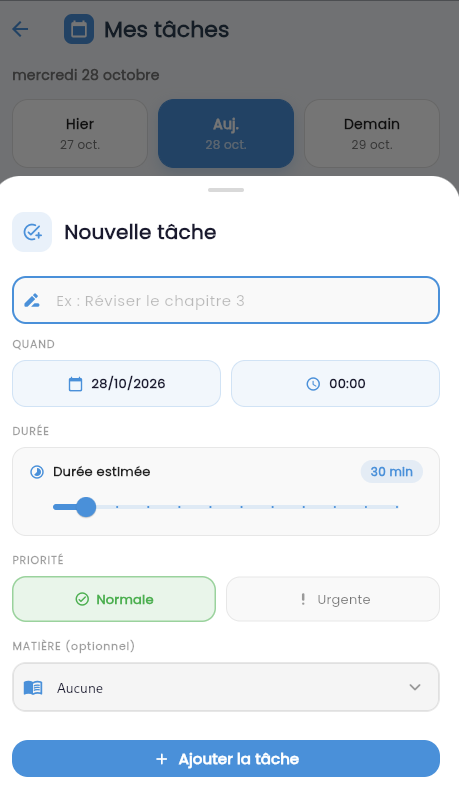 Mes tâches
mercredi 28 octobre
Hier
27 oct.
Auj.
28 oct.
Demain
29 oct.
Nouvelle tâche
Ex : Réviser le chapitre 3
QUAND
28/10/2026
00:00
DURÉE
Durée estimée
30 min
PRIORITÉ
Normale
Urgente
MATIÈRE (optionnel)
Aucune
Ajouter la tâche